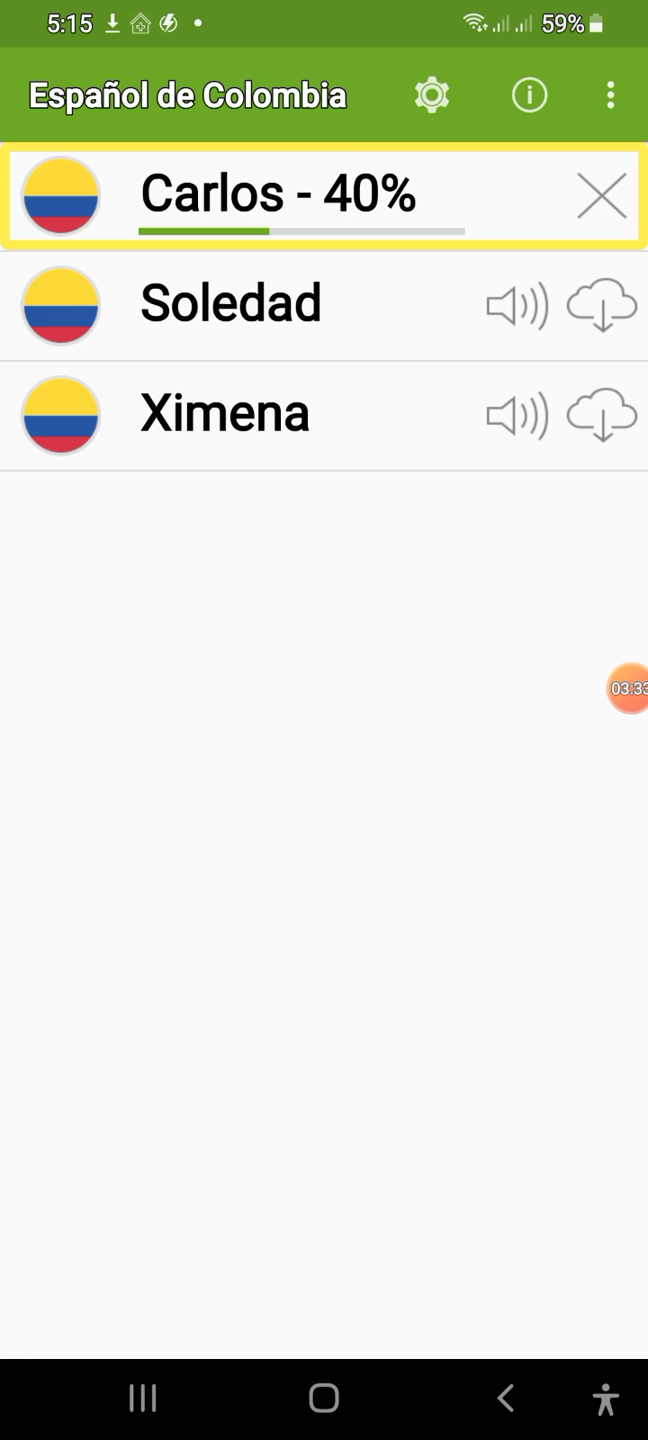 5:15
59%
Español de Colombia
Carlos - 40%
Soledad
Ximena
03:33